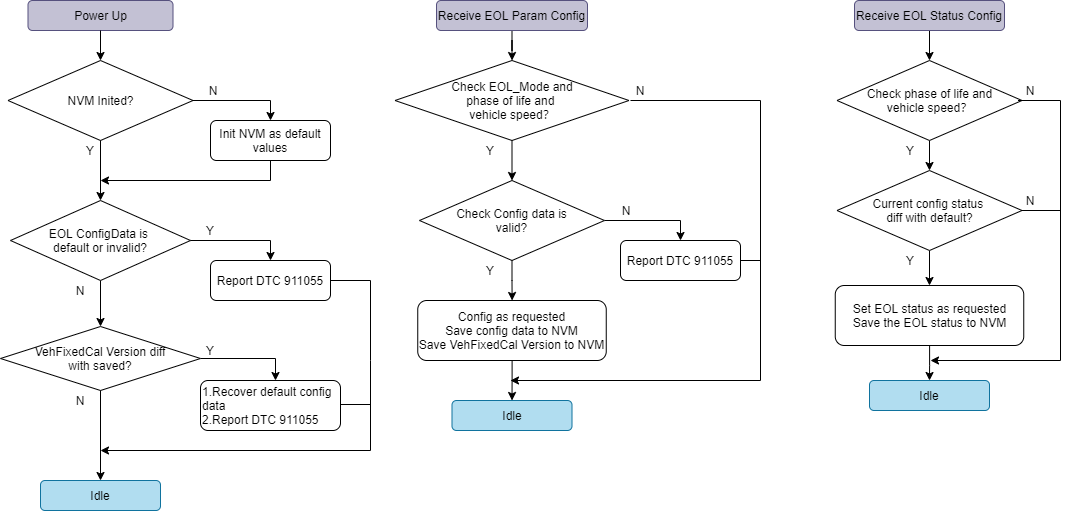 Power Up
NVM Inited?
N
Init NVM as default
values
Y
EOL ConfigData is
default or invalid?
Y
Report DTC 911055
N
VehFixedCal Version diff
with saved?
Y
1.Recover default config
data
2.Report DTC 911055
N
Idle
Receive EOL Param Config
Check EOL_Mode and
phase of life and
vehicle speed?
N
Y
Check Config data is
valid?
N
Report DTC 911055
Y
Config as requested
Save config data to NVM
Save VehFixedCal Version to NVM
Idle
Receive EOL Status Config
Check phase of life and
vehicle speed?
N
Y
Current config status
diff with default?
N
Y
Set EOL status as requested
Save the EOL status to NVM
Idle